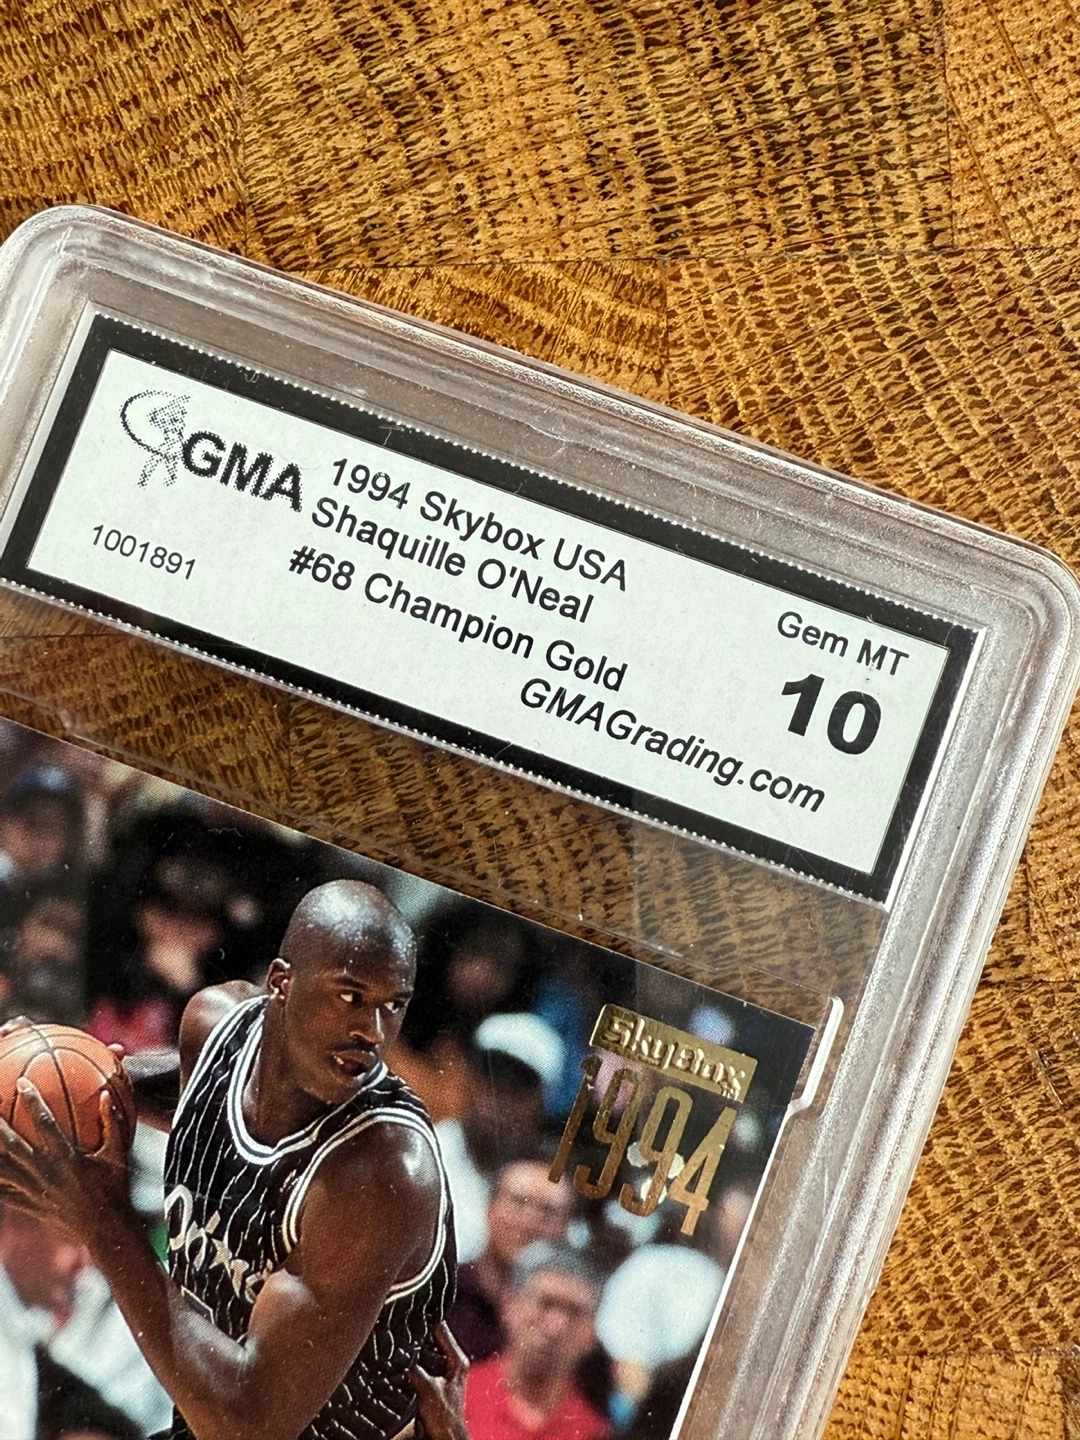 GMA
1994 Skybox USA
Shaquille O'Neal
#68 Champion Gold
GMAGrading.com
1001891
Gem MT
10
SkyBox
1994